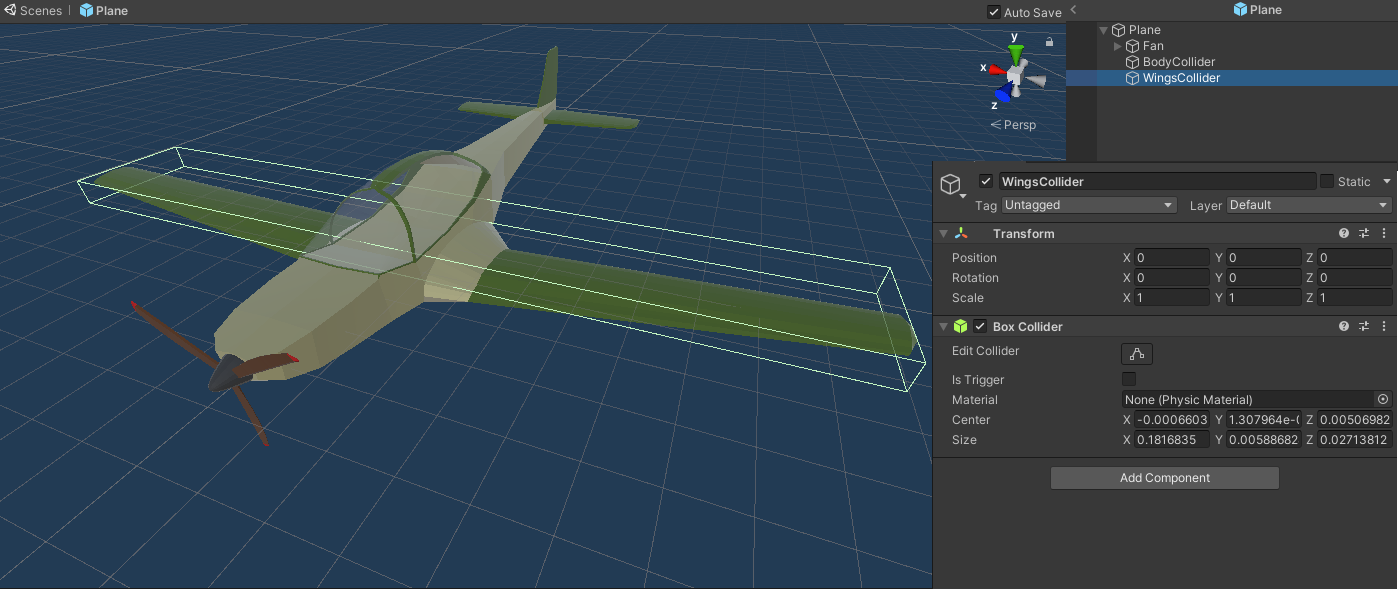 Scenes | Plane
Auto Save
Plane
Plane
Fan
BodyCollider
WingsCollider
y
x
z
< Persp
WingsCollider
Static
Tag Untagged Layer Default
Transform
Position X 0 Y 0 Z 0
Rotation X 0 Y 0 Z 0
Scale X 1 Y 1 Z 1
Box Collider
Edit Collider
Is Trigger
Material None (Physic Material)
Center X -0.0006603 Y 1.307964e-( Z 0.00506982
Size X 0.1816835 Y 0.00588682 Z 0.02713812
Add Component